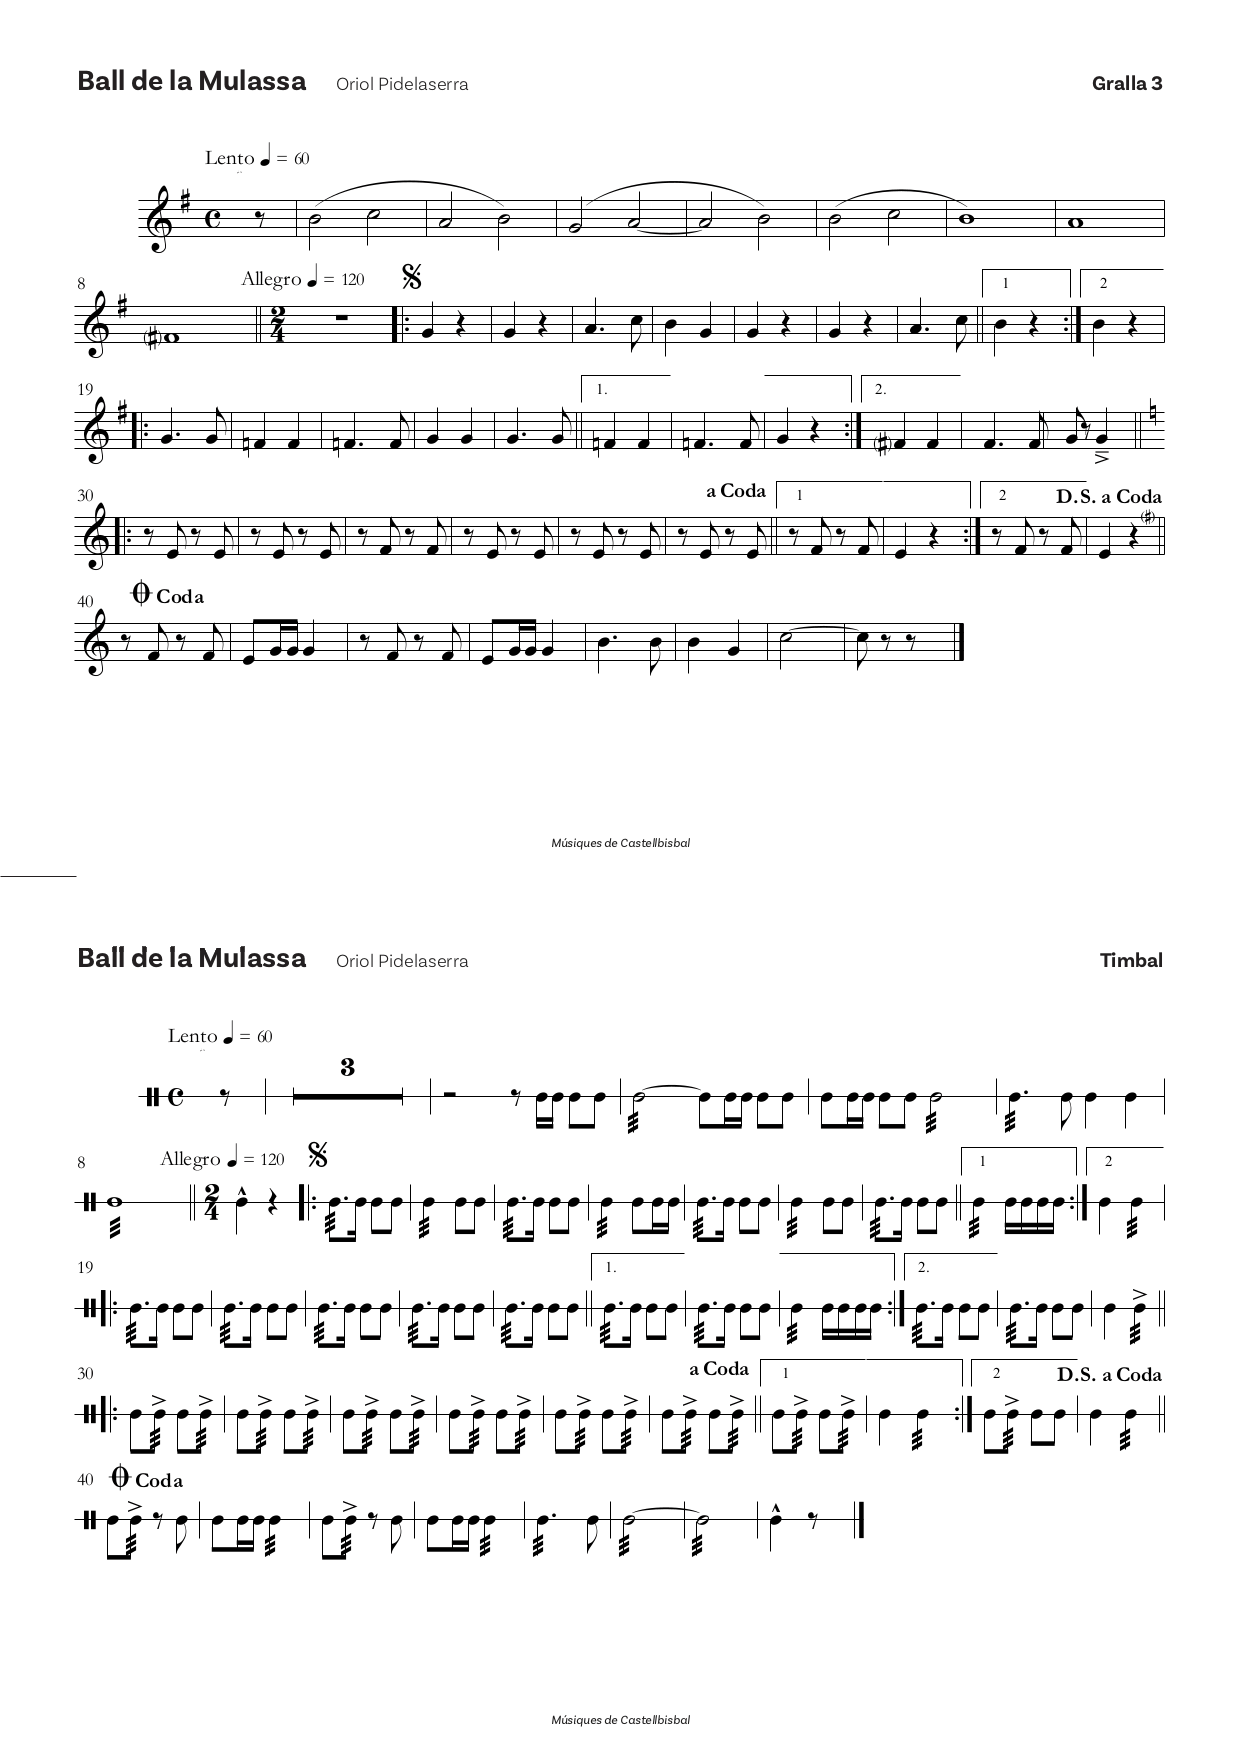 Ball de la Mulassa Oriol Pidelaserra Gralla 3
Lento ♩ = 60
8 Allegro ♩ = 120
1 2
19
1. 2.
30 a Coda 1 2 D.S. a Coda
40 Coda
Músiques de Castellbisbal
Ball de la Mulassa Oriol Pidelaserra Timbal
Lento ♩ = 60
3
8 Allegro ♩ = 120
2
4
1 2
19
1. 2.
30 a Coda 1 2 D.S. a Coda
40 Coda
Músiques de Castellbisbal